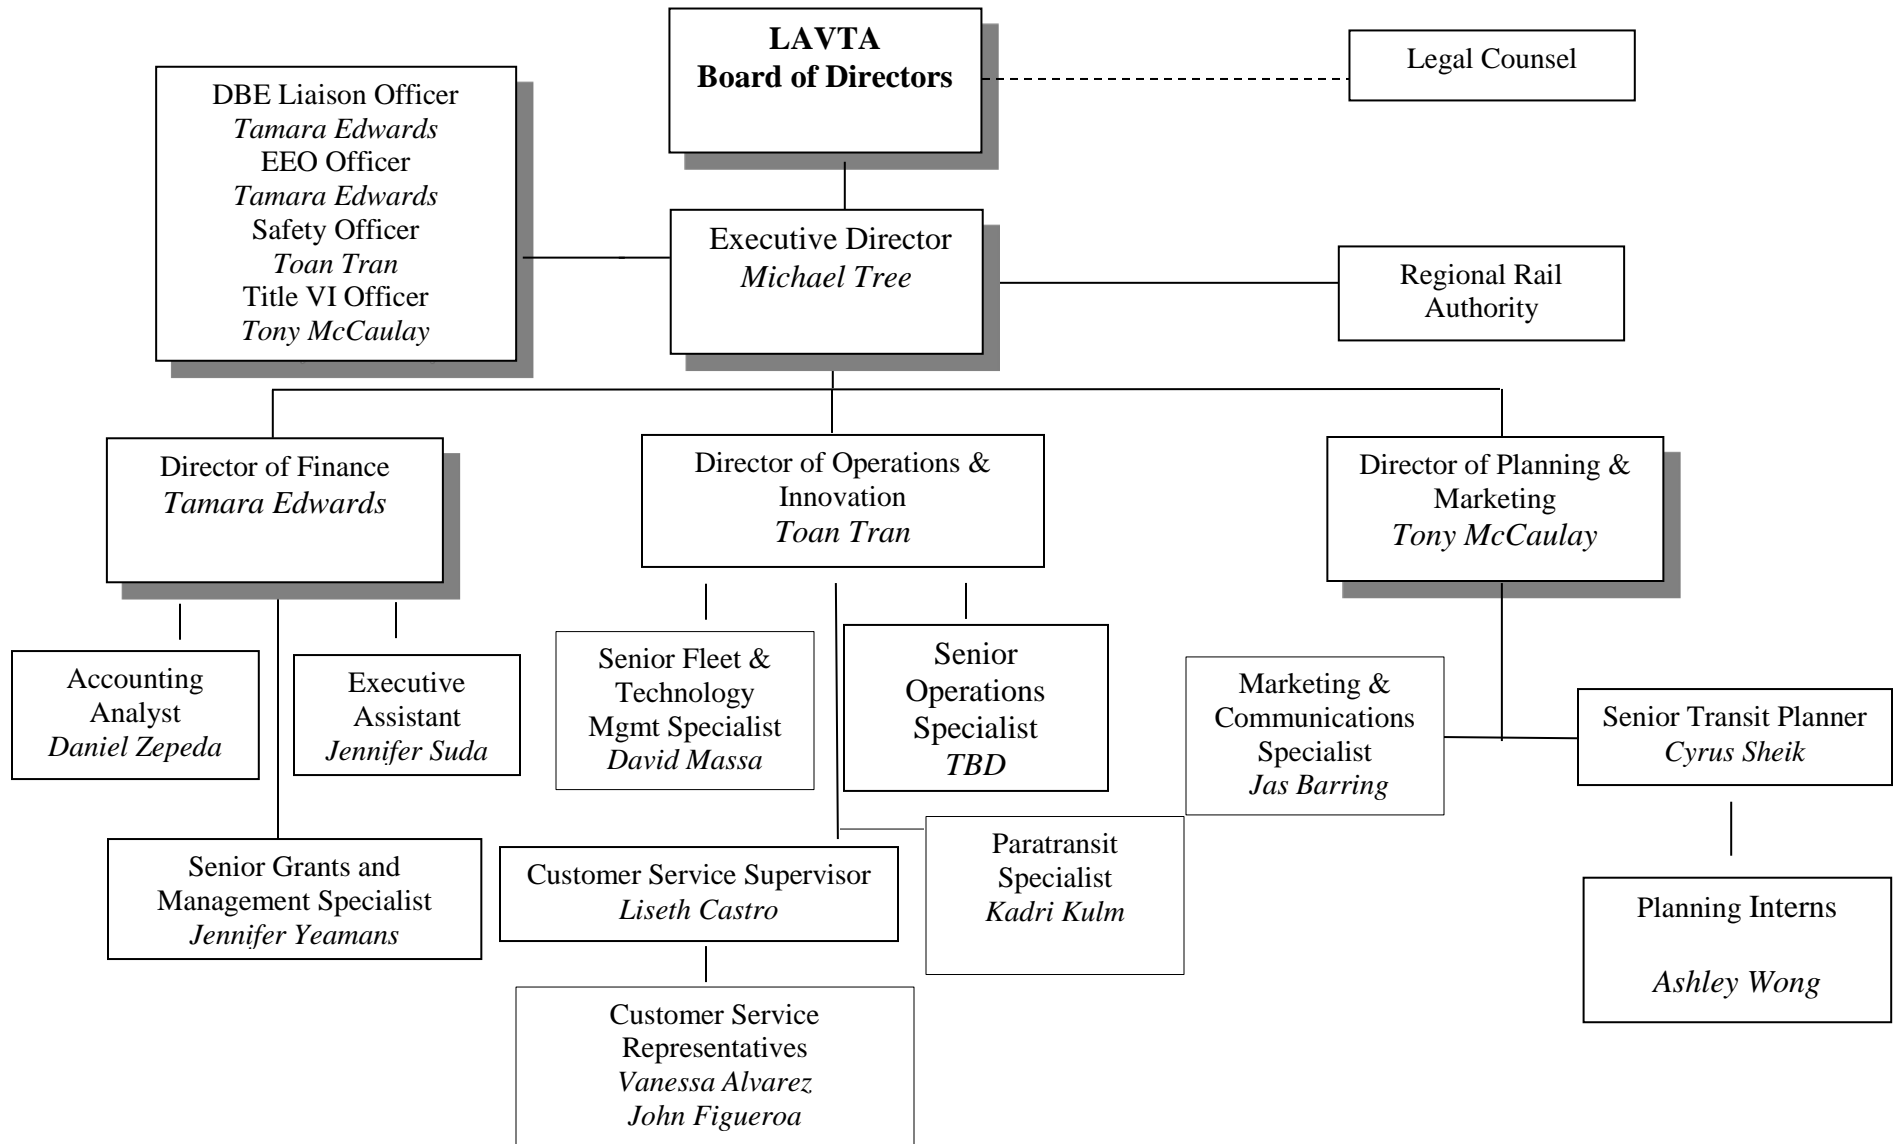 LAVTA
Board of Directors
Legal Counsel
DBE Liaison Officer
Tamara Edwards
EEO Officer
Tamara Edwards
Safety Officer
Toan Tran
Title VI Officer
Tony McCaulay
Executive Director
Michael Tree
Regional Rail
Authority
Director of Finance
Tamara Edwards
Director of Operations &
Innovation
Toan Tran
Director of Planning &
Marketing
Tony McCaulay
Accounting
Analyst
Daniel Zepeda
Executive
Assistant
Jennifer Suda
Senior Fleet &
Technology
Mgmt Specialist
David Massa
Senior
Operations
Specialist
TBD
Marketing &
Communications
Specialist
Jas Barring
Senior Transit Planner
Cyrus Sheik
Senior Grants and
Management Specialist
Jennifer Yeamans
Customer Service Supervisor
Liseth Castro
Paratransit
Specialist
Kadri Kulm
Planning Interns
Ashley Wong
Customer Service
Representatives
Vanessa Alvarez
John Figueroa